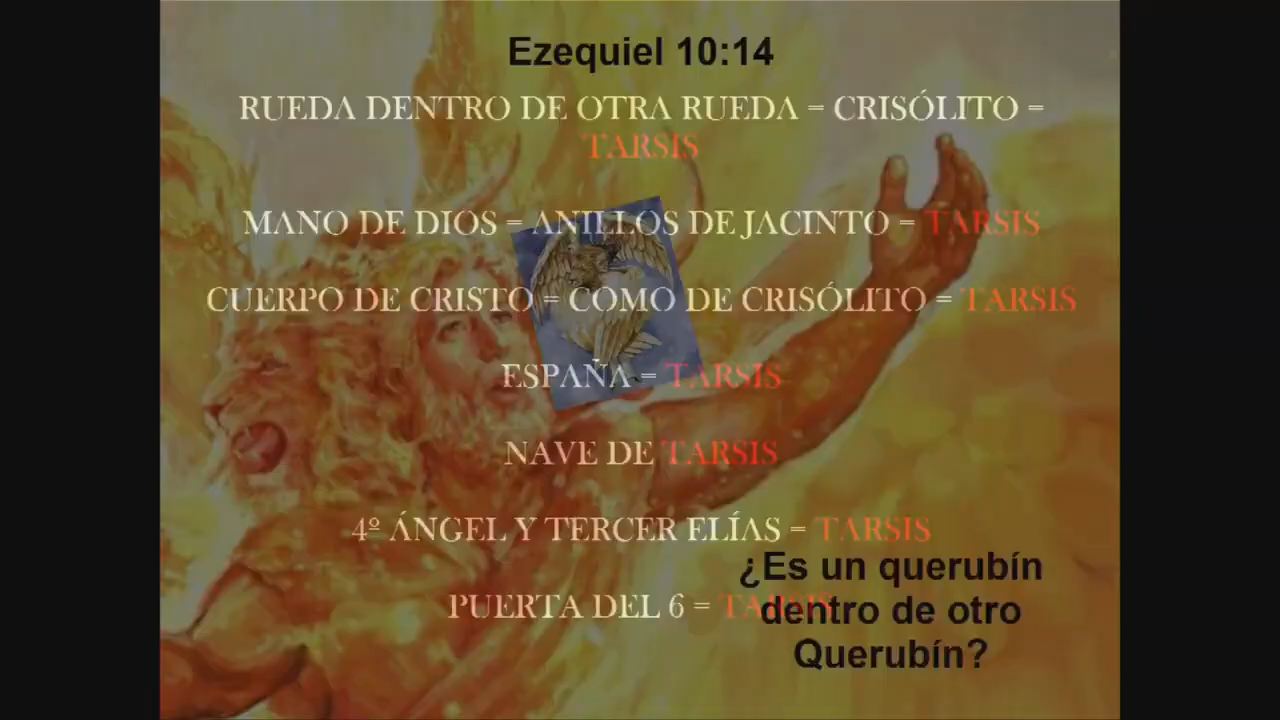 Ezequiel 10:14
RUEDA DENTRO DE OTRA RUEDA = CRISÓLITO =
TARSIS
MANO DE DIOS = ANILLOS DE JACINTO = TARSIS
CUERPO DE CRISTO = COMO DE CRISÓLITO = TARSIS
ESPAÑA = TARSIS
NAVE DE TARSIS
4º ÁNGEL Y TERCER ELÍAS = TARSIS
PUERTA DEL 6 = TARSIS
¿Es un querubín
dentro de otro
Querubín?